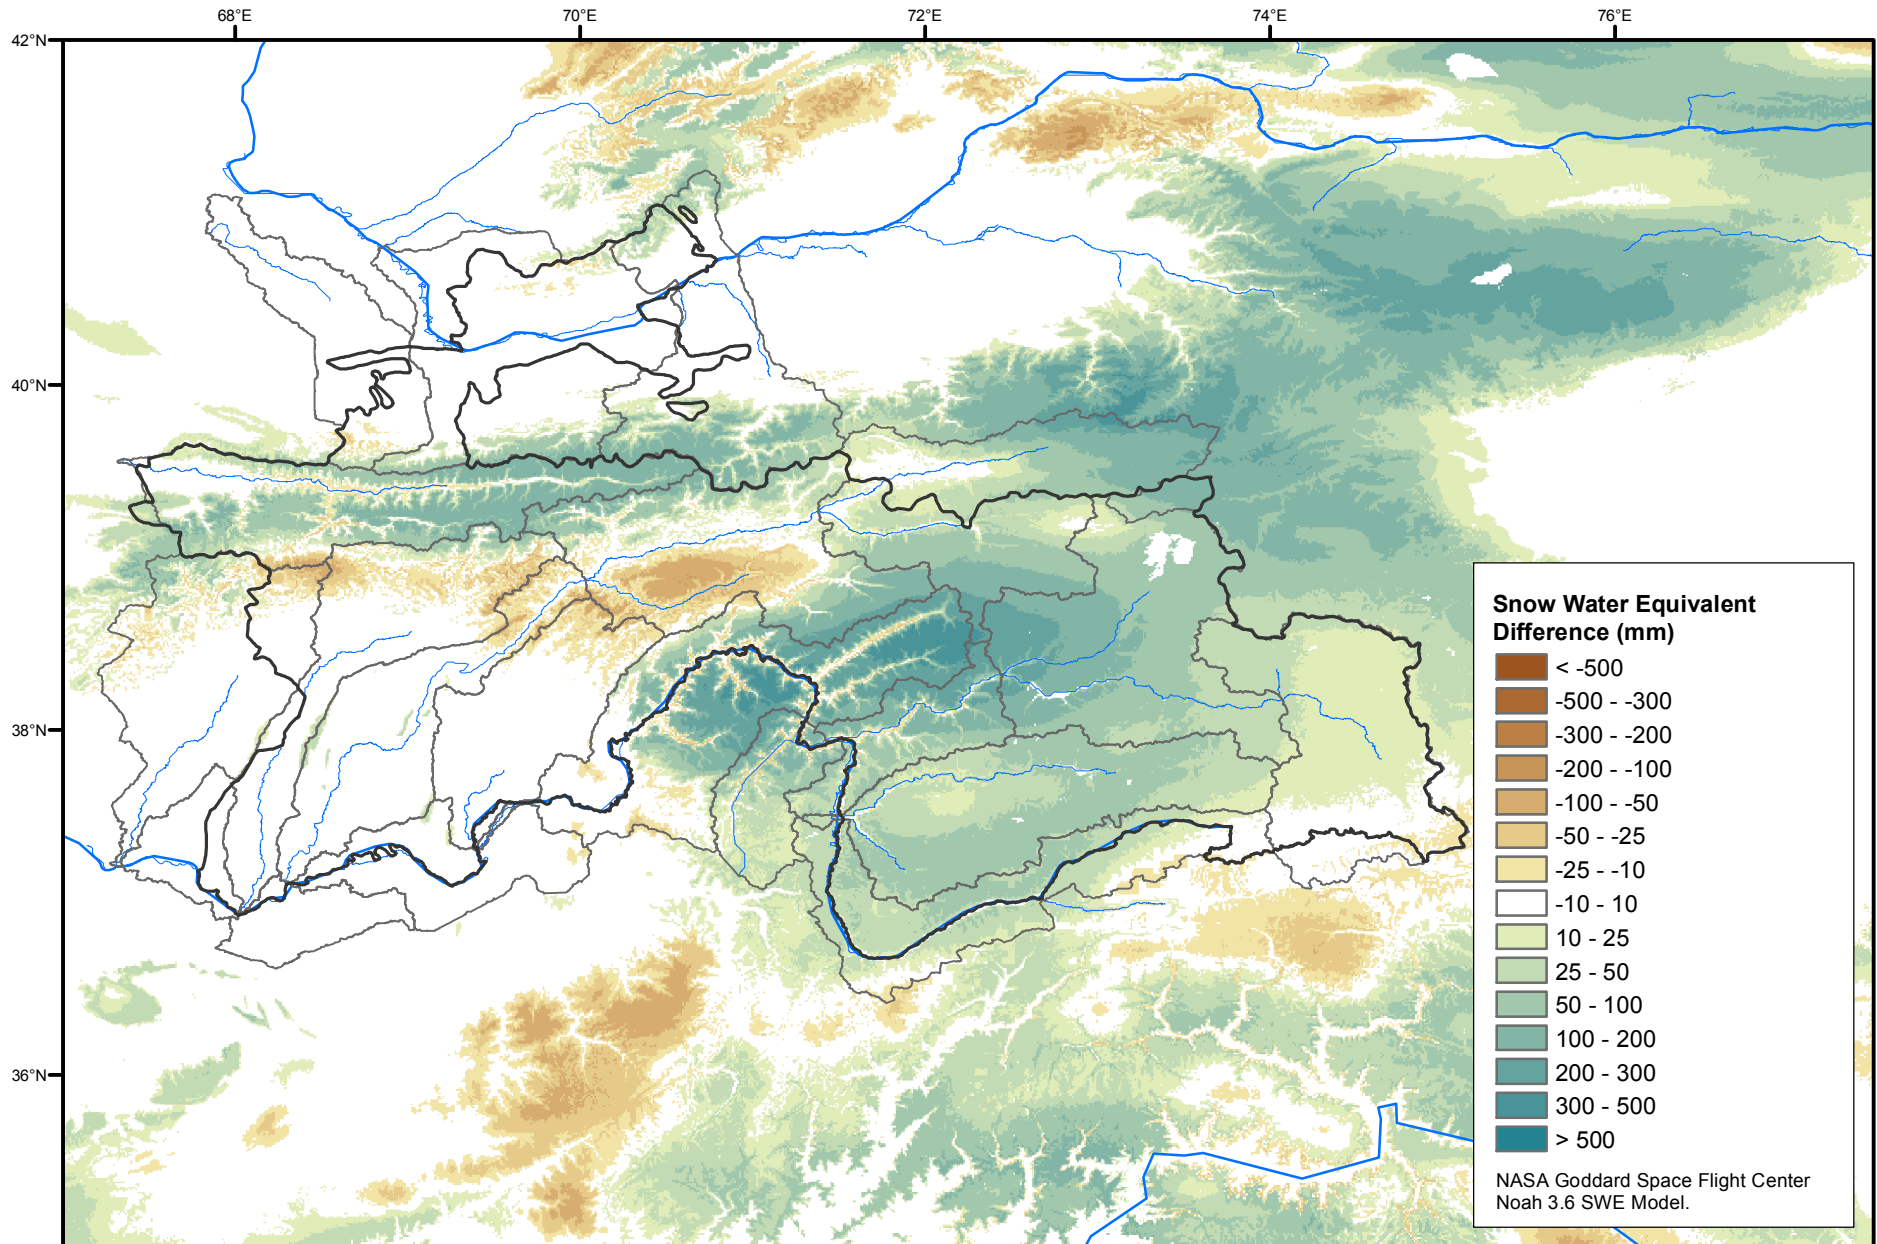 68°E
70°E
72°E
74°E
76°E
42°N
40°N
38°N
36°N
Snow Water Equivalent
Difference (mm)
< -500
-500 - -300
-300 - -200
-200 - -100
-100 - -50
-50 - -25
-25 - -10
-10 - 10
10 - 25
25 - 50
50 - 100
100 - 200
200 - 300
300 - 500
> 500
NASA Goddard Space Flight Center
Noah 3.6 SWE Model.